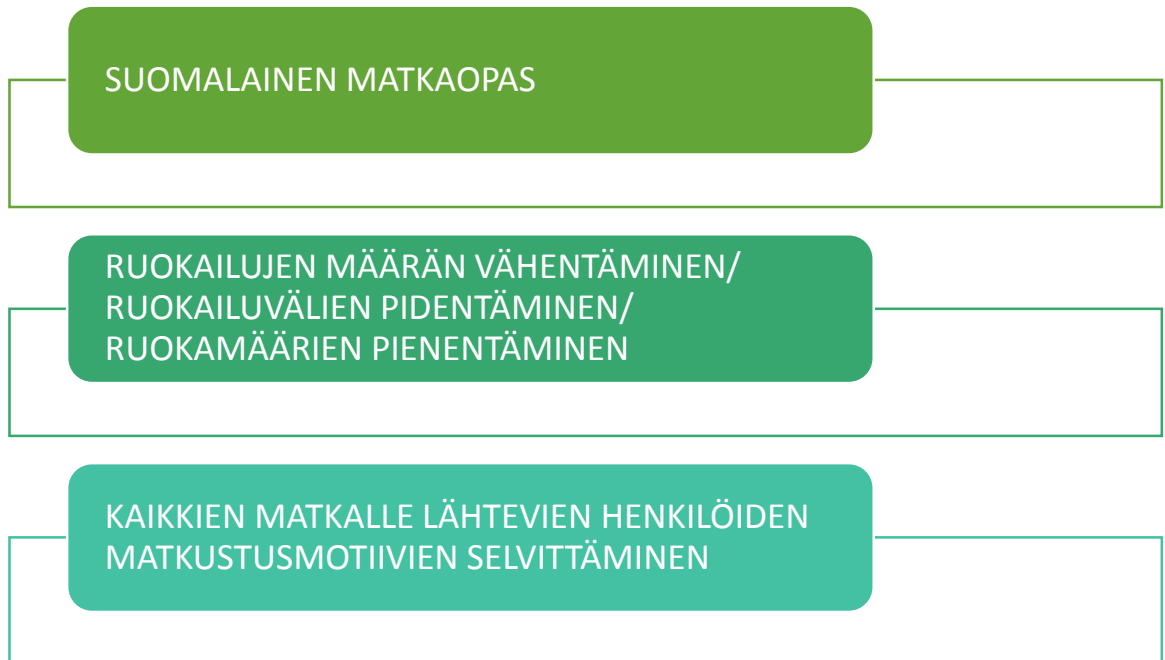 SUOMALAINEN MATKAOPAS
RUOKAILUJEN MÄÄRÄN VÄHENTÄMINEN/
RUOKAILUVÄLIEN PIDENTÄMINEN/
RUOKAMÄÄRIEN PIENENTÄMINEN
KAIKKIEN MATKALLE LÄHTEVIEN HENKILÖIDEN
MATKUSTUSMOTIIVIEN SELVITTÄMINEN